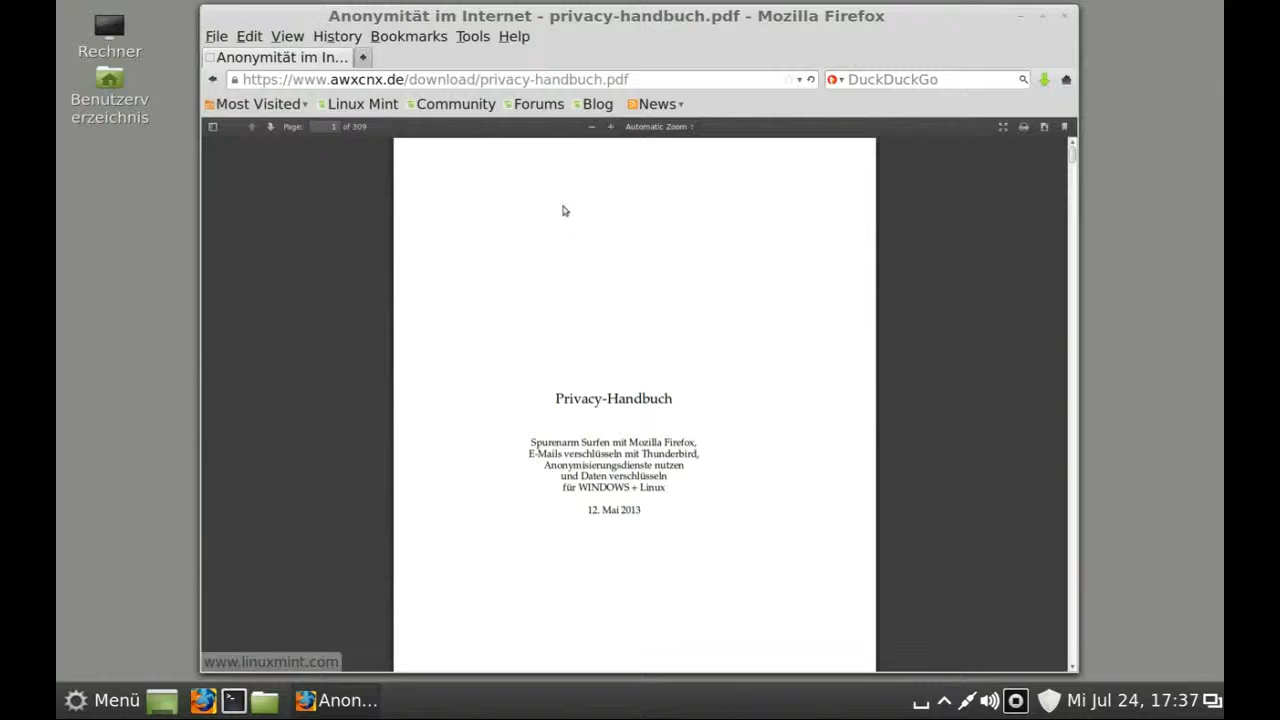 Rechner
Benutzerv
erzeichnis
Anonymität im Internet - privacy-handbuch.pdf - Mozilla Firefox
File Edit View History Bookmarks Tools Help
Anonymität im In...
https://www.awxcnx.de/download/privacy-handbuch.pdf DuckDuckGo
Most Visited Linux Mint Community Forums Blog News
Page: 1 of 309 Automatic Zoom
Privacy-Handbuch
Spurenarm Surfen mit Mozilla Firefox,
E-Mails verschlüsseln mit Thunderbird,
Anonymisierungsdienste nutzen
und Daten verschlüsseln
für WINDOWS + Linux
12. Mai 2013
www.linuxmint.com
Menü Anon... Mi Jul 24, 17:37